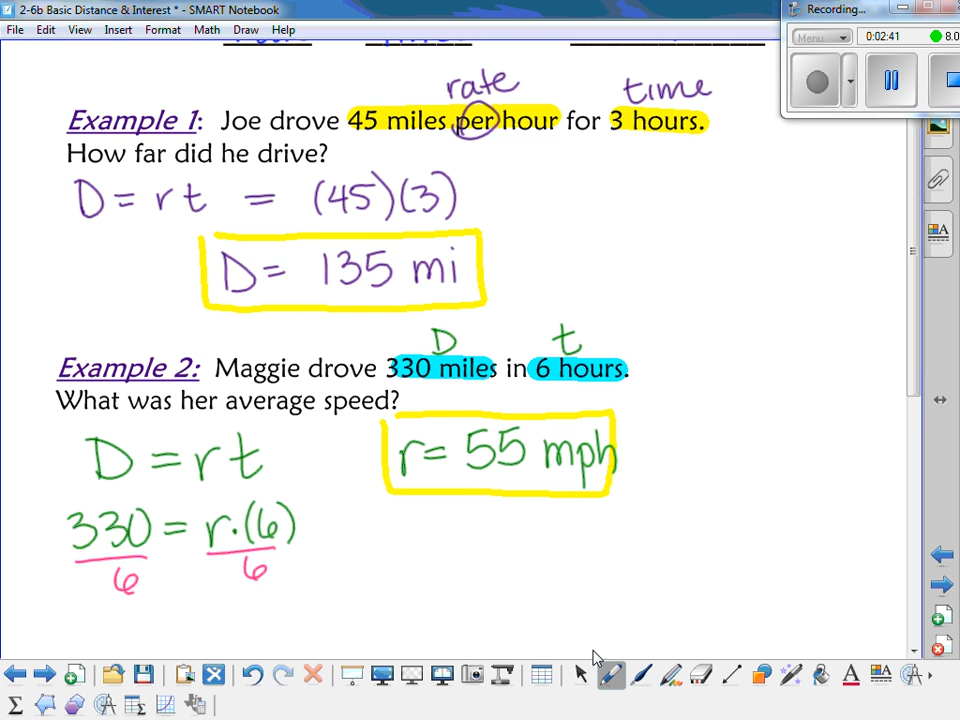 2-6b Basic Distance & Interest * - SMART Notebook
Recording...
File Edit View Insert Format Math Draw Help
Menu
0:02:41
8.0
rate
time
Example 1: Joe drove 45 miles per hour for 3 hours.
How far did he drive?
D = r t = (45)(3)
D = 135 mi
D t
Example 2: Maggie drove 330 miles in 6 hours.
What was her average speed?
D = r t
r = 55 mph
330 = r · (6)
6 6